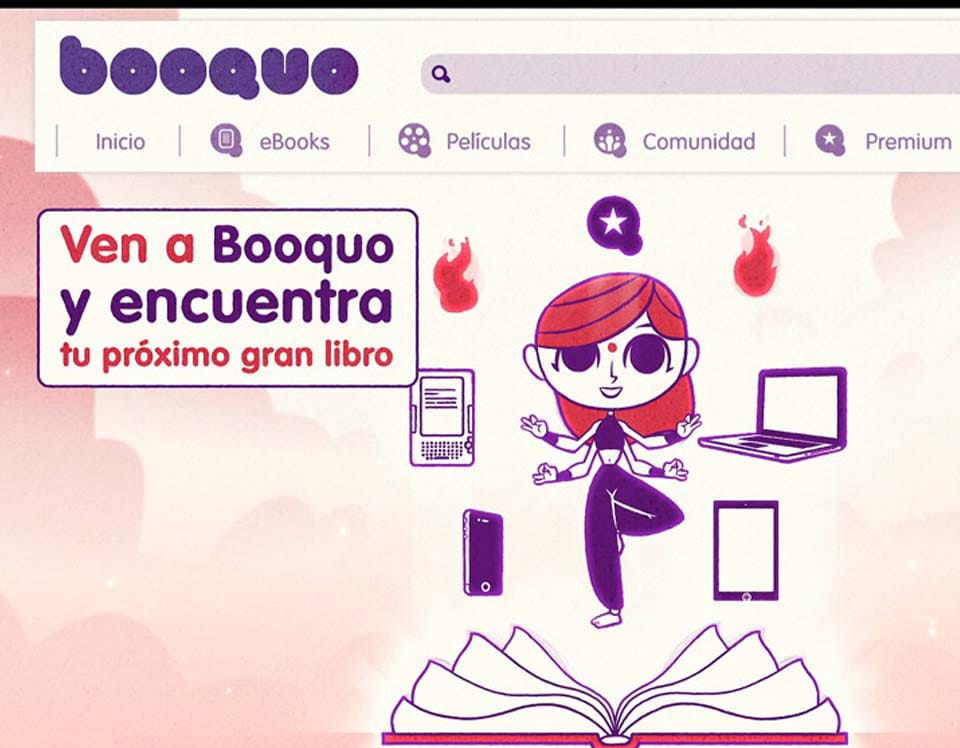 booquo
Inicio
eBooks
Películas
Comunidad
Premium
Ven a Booquo
y encuentra
tu próximo gran libro